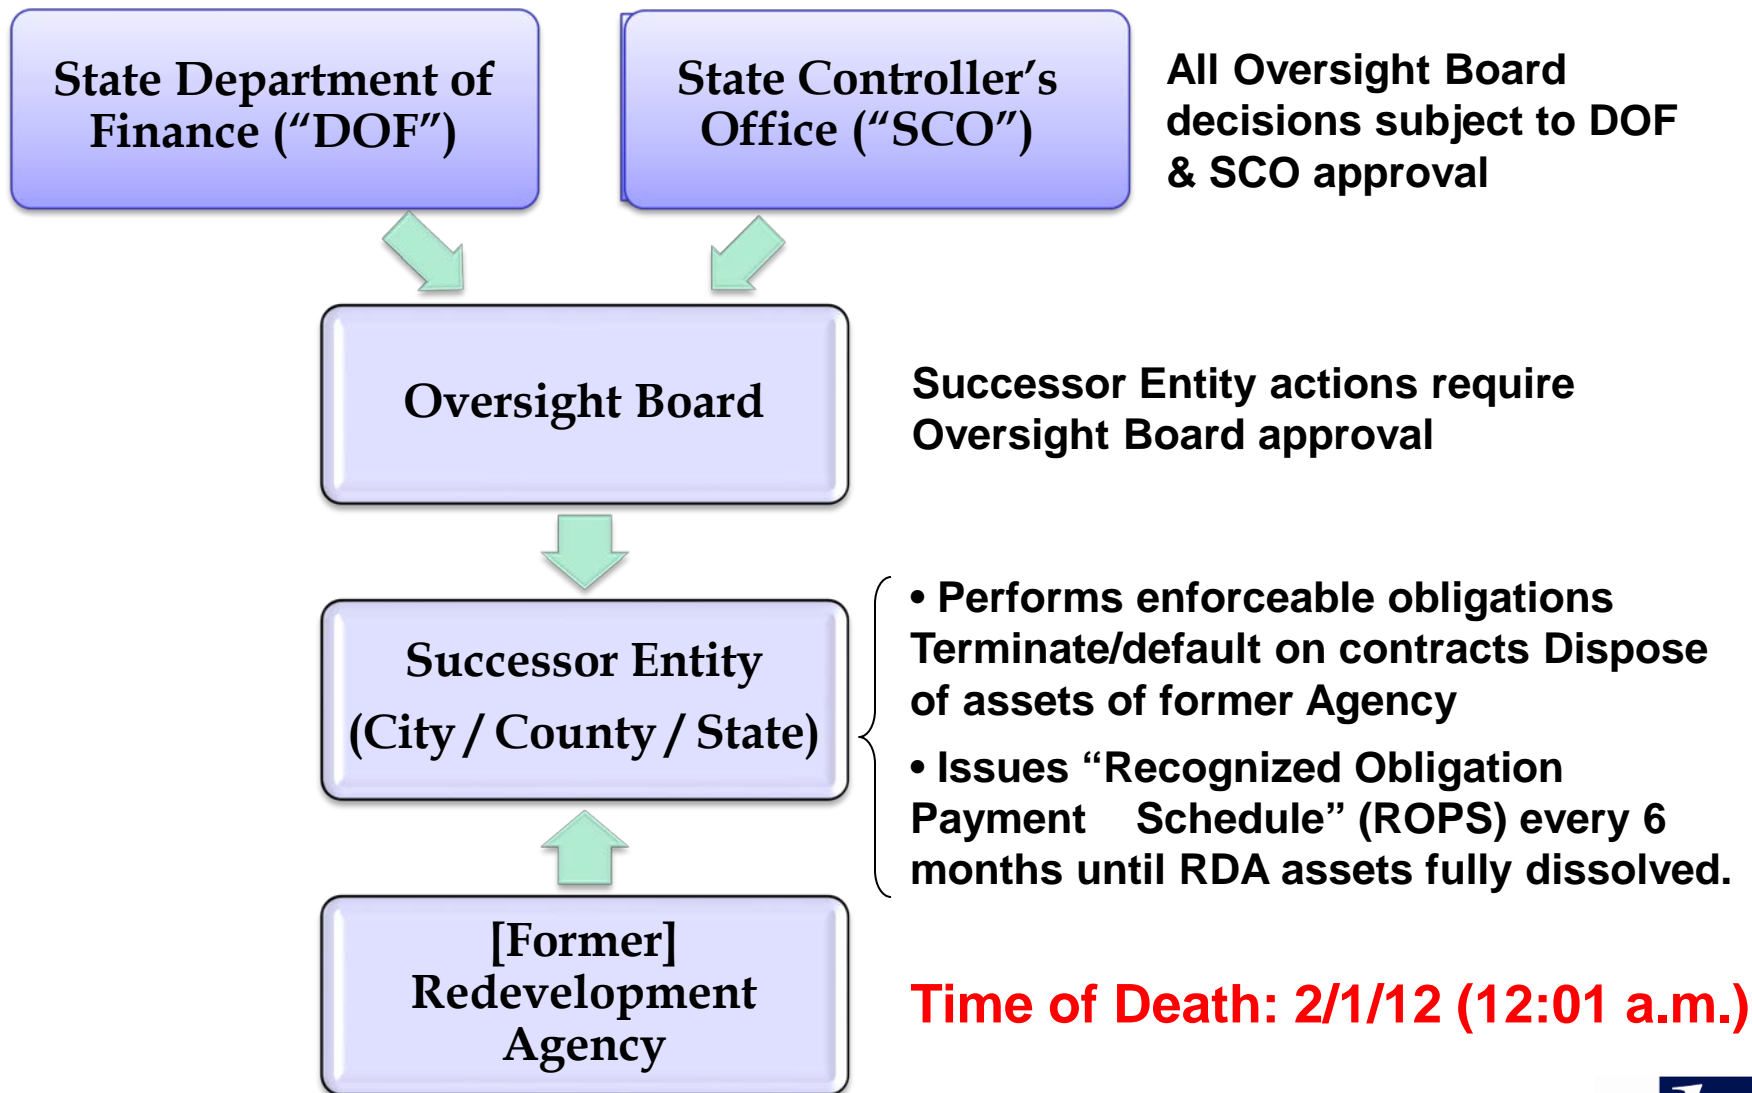 State Department of
Finance (“DOF”)
State Controller’s
Office (“SCO”)
All Oversight Board
decisions subject to DOF
& SCO approval
Oversight Board
Successor Entity actions require
Oversight Board approval
Successor Entity
(City / County / State)
• Performs enforceable obligations
Terminate/default on contracts Dispose
of assets of former Agency
• Issues “Recognized Obligation
Payment Schedule” (ROPS) every 6
months until RDA assets fully dissolved.
[Former]
Redevelopment
Agency
Time of Death: 2/1/12 (12:01 a.m.)